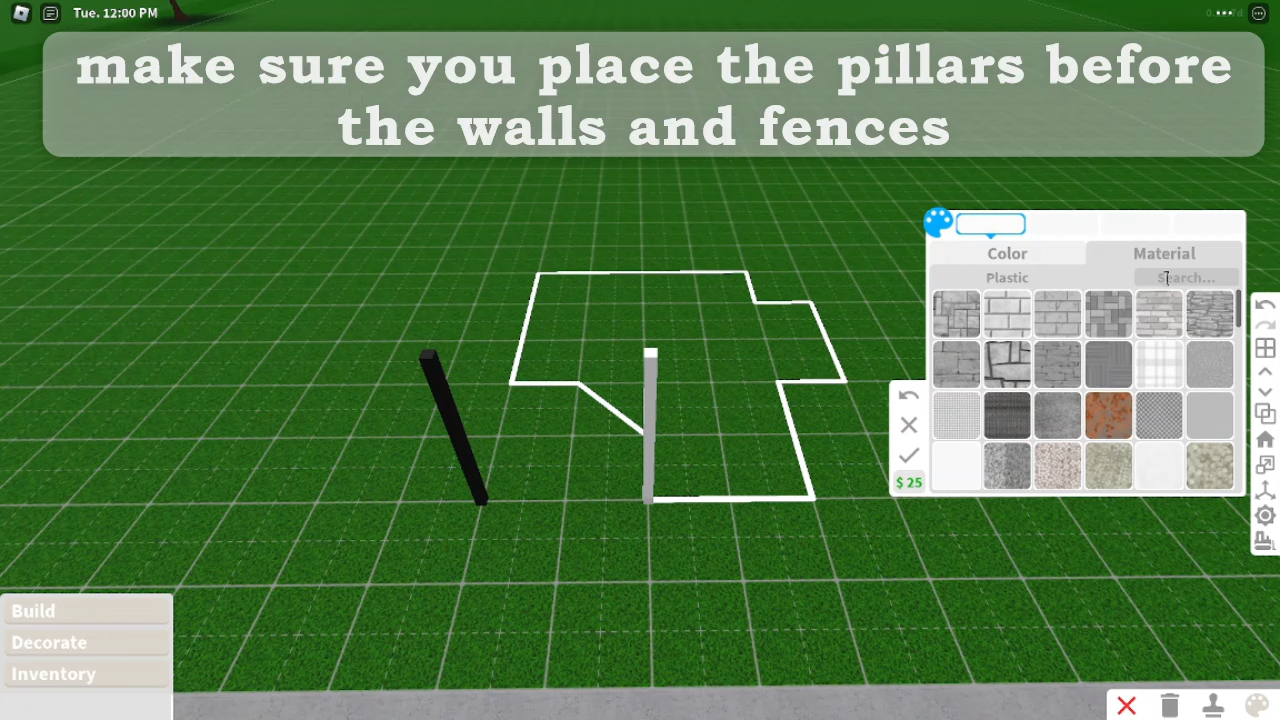 Tue. 12:00 PM
make sure you place the pillars before
the walls and fences
Color
Material
Plastic
Search...
$ 25
Build
Decorate
Inventory